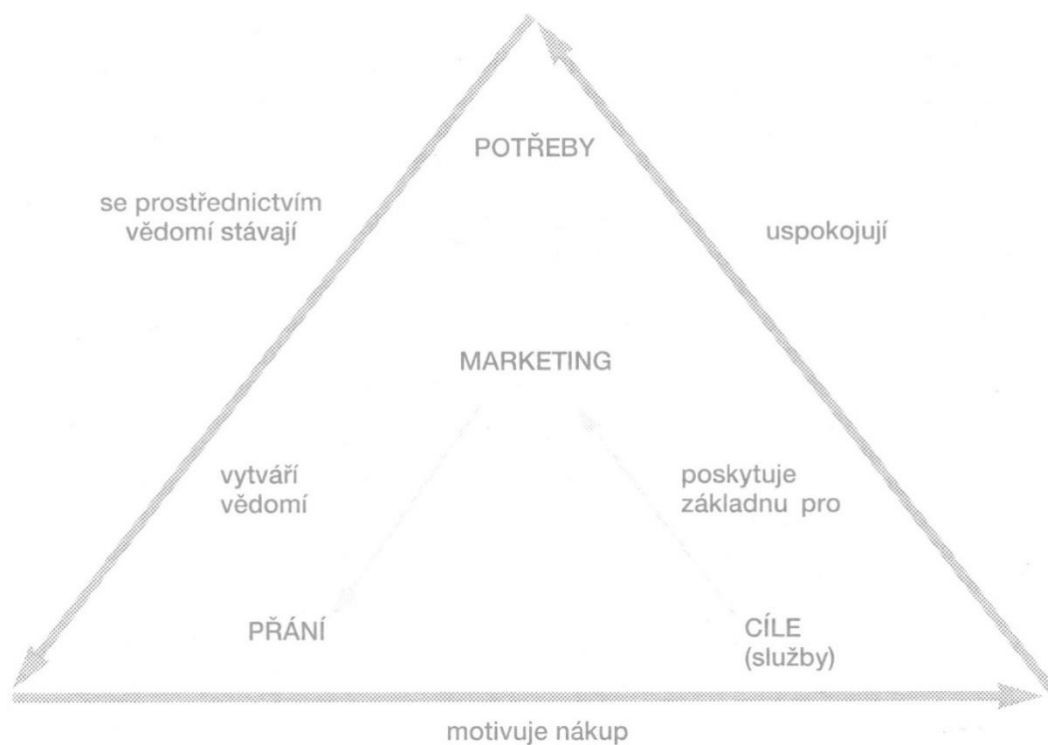 POTŘEBY
se prostřednictvím
vědomí stávají
uspokojují
MARKETING
vytváří
vědomí
poskytuje
základnu pro
PŘÁNÍ
CÍLE
(služby)
motivuje nákup